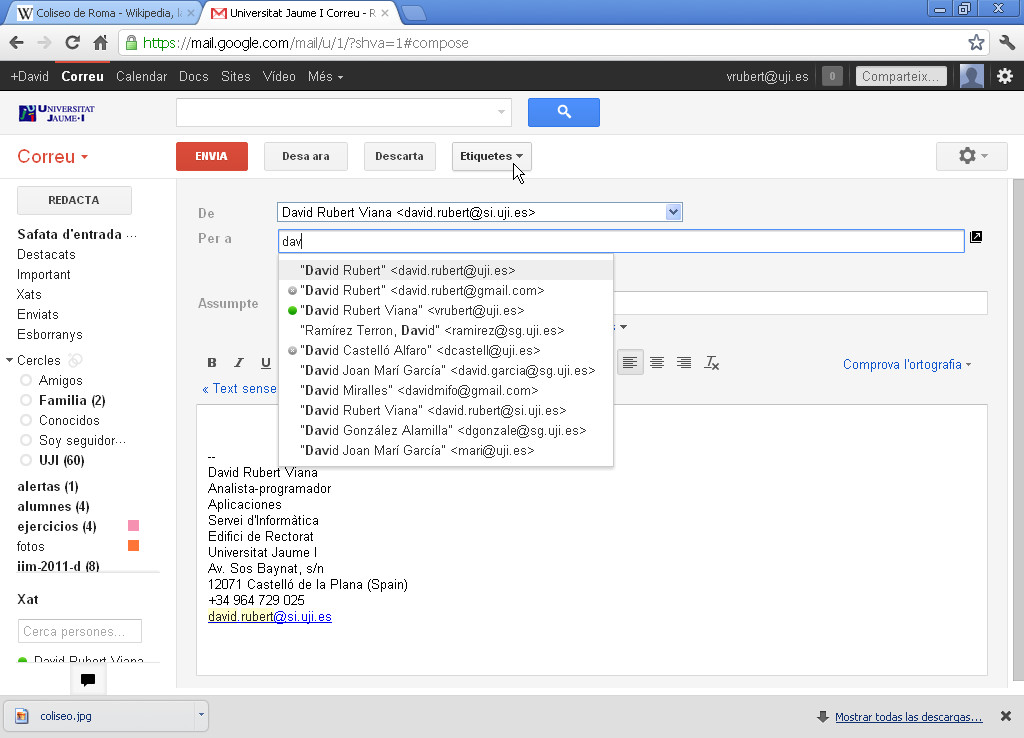 W Coliseo de Roma - Wikipedia, l
Universitat Jaume I Correu - R
https://mail.google.com/mail/u/1/?shva=1#compose
+David Correu Calendar Docs Sites Vídeo Més
vrubert@uji.es 0 Comparteix...
UNIVERSITAT JAUME·I
Correu
ENVIA Desa ara Descarta Etiquetes
REDACTA
Safata d'entrada ...
Destacats
Important
Xats
Enviats
Esborranys
Cercles
Amigos
Familia (2)
Conocidos
Soy seguidor...
UJI (60)
alertas (1)
alumnes (4)
ejercicios (4)
fotos
iim-2011-d (8)
Xat
Cerca persones...
David Rubert Viana
De David Rubert Viana <david.rubert@si.uji.es>
Per a dav
"David Rubert" <david.rubert@uji.es>
"David Rubert" <david.rubert@gmail.com>
"David Rubert Viana" <vrubert@uji.es>
"Ramírez Terron, David" <ramirez@sg.uji.es>
"David Castelló Alfaro" <dcastell@uji.es>
"David Joan Marí García" <david.garcia@sg.uji.es>
"David Miralles" <davidmifo@gmail.com>
"David Rubert Viana" <david.rubert@si.uji.es>
"David González Alamilla" <dgonzale@sg.uji.es>
"David Joan Marí García" <mari@uji.es>
Assumpte
B I U
Comprova l'ortografia
« Text sense
--
David Rubert Viana
Analista-programador
Aplicaciones
Servei d'Informàtica
Edifici de Rectorat
Universitat Jaume I
Av. Sos Baynat, s/n
12071 Castelló de la Plana (Spain)
+34 964 729 025
david.rubert@si.uji.es
coliseo.jpg
Mostrar todas las descargas...